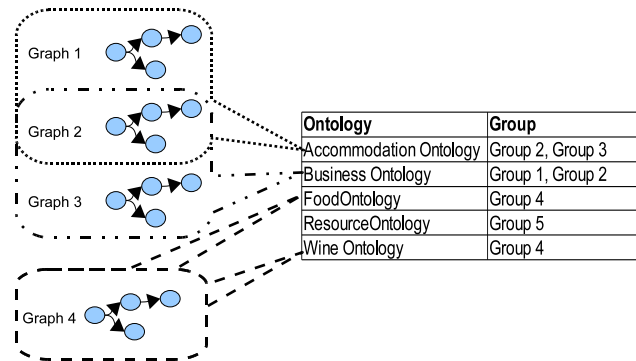 Graph 1
Graph 2
Graph 3
Graph 4
Ontology Group
Accommodation Ontology Group 2, Group 3
Business Ontology Group 1, Group 2
FoodOntology Group 4
ResourceOntology Group 5
Wine Ontology Group 4